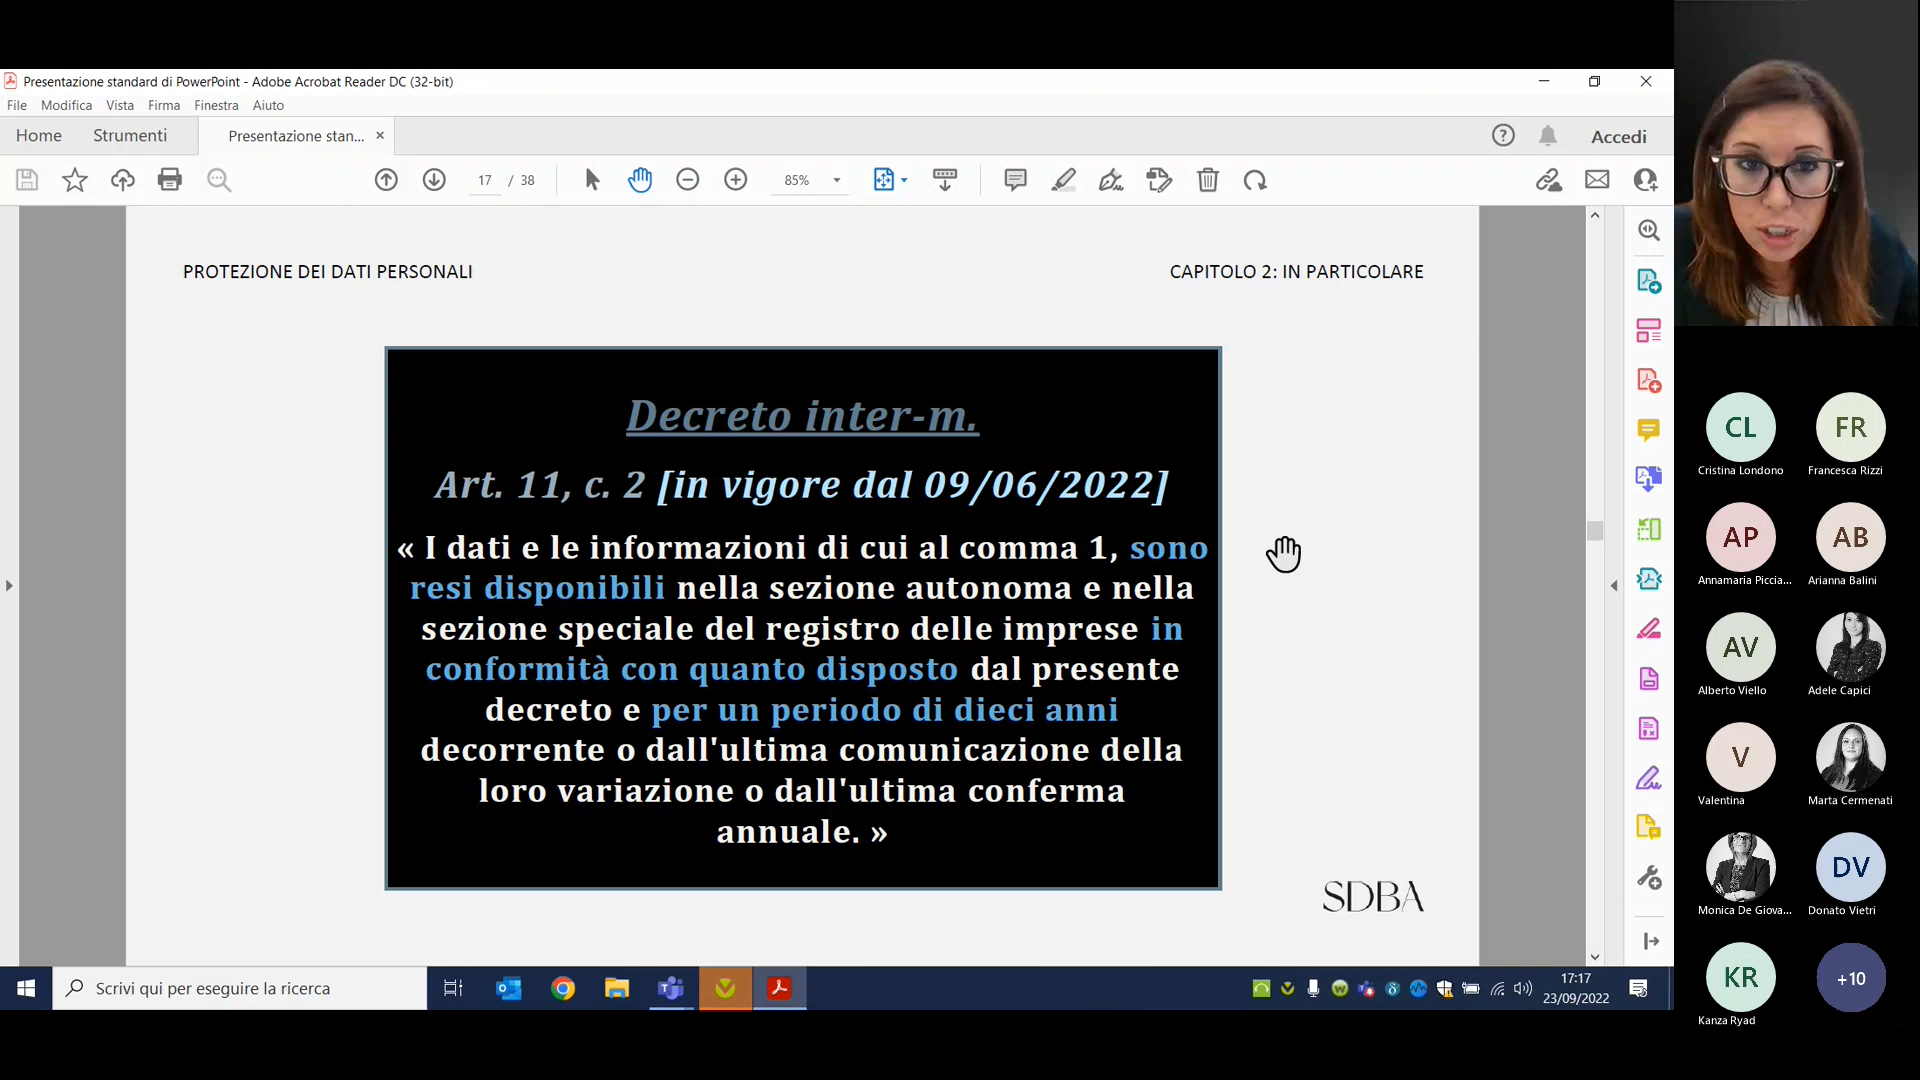 Presentazione standard di PowerPoint - Adobe Acrobat Reader DC (32-bit)
File Modifica Vista Firma Finestra Aiuto
Home Strumenti Presentazione stan... × Accedi
17 / 38 85%
PROTEZIONE DEI DATI PERSONALI
CAPITOLO 2: IN PARTICOLARE
Decreto inter-m.
Art. 11, c. 2 [in vigore dal 09/06/2022]
« I dati e le informazioni di cui al comma 1, sono
resi disponibili nella sezione autonoma e nella
sezione speciale del registro delle imprese in
conformità con quanto disposto dal presente
decreto e per un periodo di dieci anni
decorrente o dall'ultima comunicazione della
loro variazione o dall'ultima conferma
annuale. »
SDBA
Scrivi qui per eseguire la ricerca
17:17
23/09/2022
CL FR
Cristina Londono Francesca Rizzi
AP AB
Annamaria Piccia... Arianna Balini
AV
Alberto Viello Adele Capici
V
Valentina Marta Cermenati
DV
Monica De Giova... Donato Vietri
KR +10
Kanza Ryad